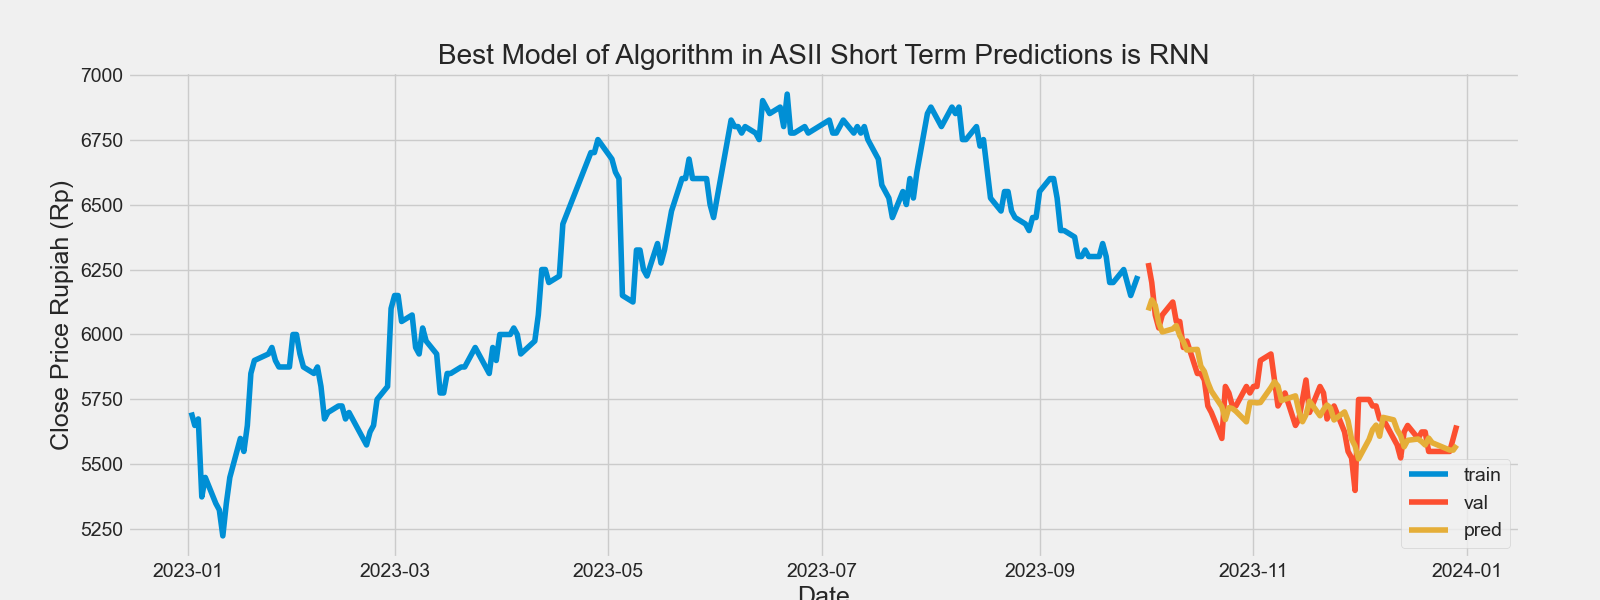 Best Model of Algorithm in ASII Short Term Predictions is RNN
Close Price Rupiah (Rp)
7000
6750
6500
6250
6000
5750
5500
5250
train
val
pred
2023-01 2023-03 2023-05 2023-07 2023-09 2023-11 2024-01
Date